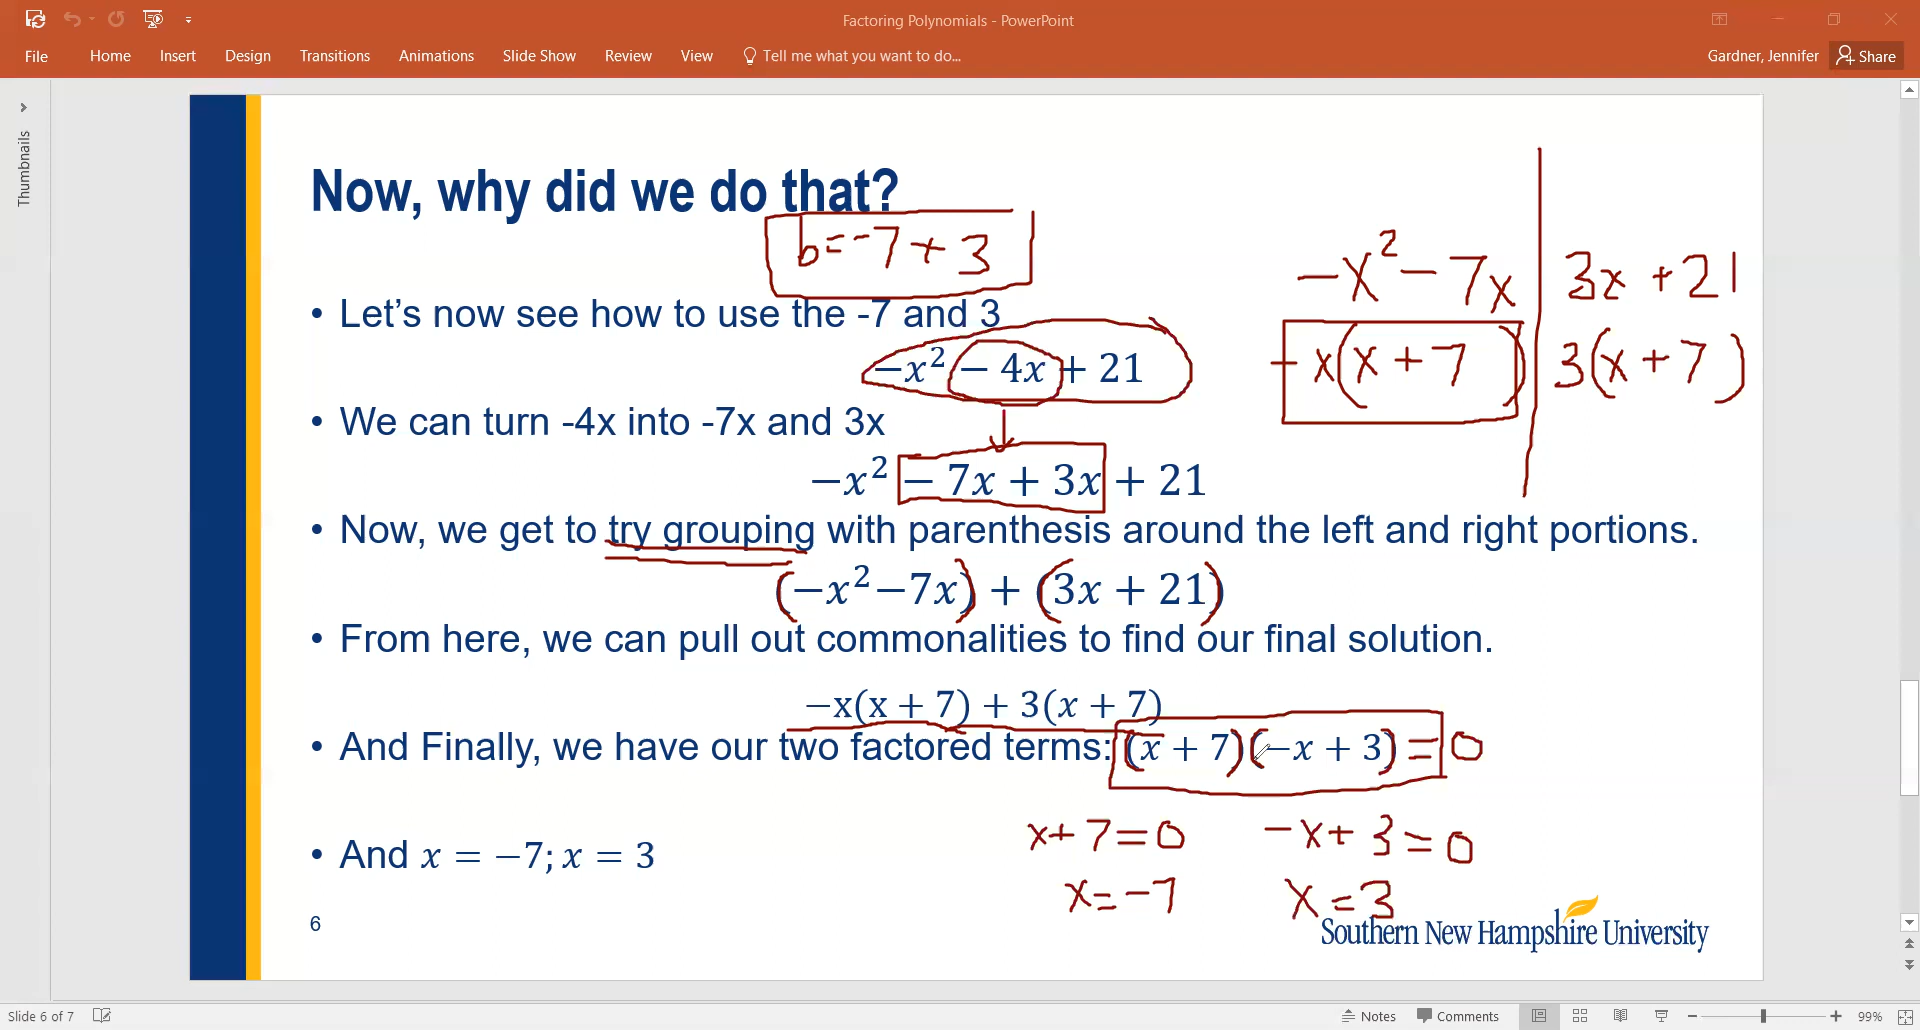 Factoring Polynomials - PowerPoint
File Home Insert Design Transitions Animations Slide Show Review View Tell me what you want to do...
Gardner, Jennifer Share
Thumbnails
Now, why did we do that?
b = -7 + 3
• Let's now see how to use the -7 and 3
−x² − 4x + 21
• We can turn -4x into -7x and 3x
−x² − 7x + 3x + 21
• Now, we get to try grouping with parenthesis around the left and right portions.
(−x²−7x) + (3x + 21)
• From here, we can pull out commonalities to find our final solution.
−x(x + 7) + 3(x + 7)
• And Finally, we have our two factored terms: (x + 7)(−x + 3) = 0
x + 7 = 0 -x + 3 = 0
x = -7 x = 3
• And x = −7; x = 3
-x² - 7x 3x + 21
-x(x + 7) 3(x + 7)
6
Southern New Hampshire University
Slide 6 of 7
Notes Comments 99%